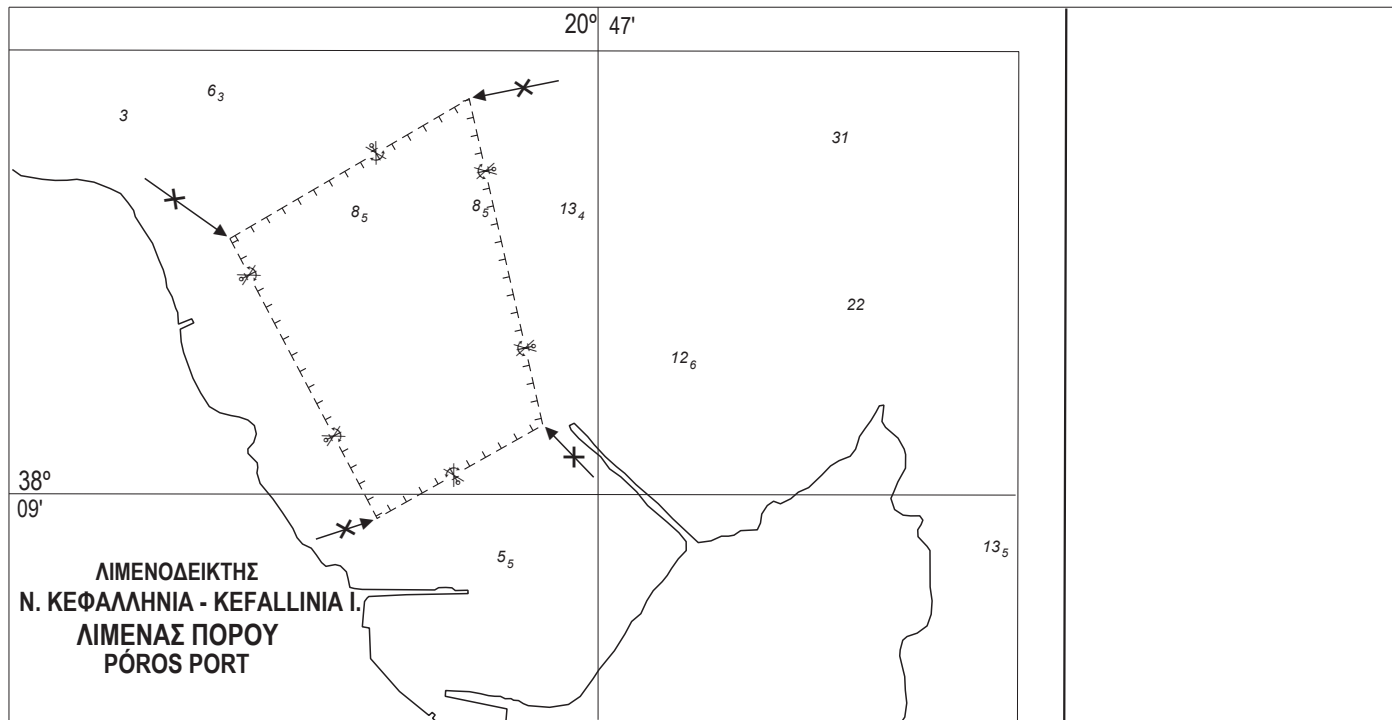 20º 47'
6₃
3
31
8₅ 8₅ 13₄
22
12₆
38º
09'
13₅
5₅
ΛΙΜΕΝΟΔΕΙΚΤΗΣ
Ν. ΚΕΦΑΛΛΗΝΙΑ - KEFALLINIA I.
ΛΙΜΕΝΑΣ ΠΟΡΟΥ
PÓROS PORT